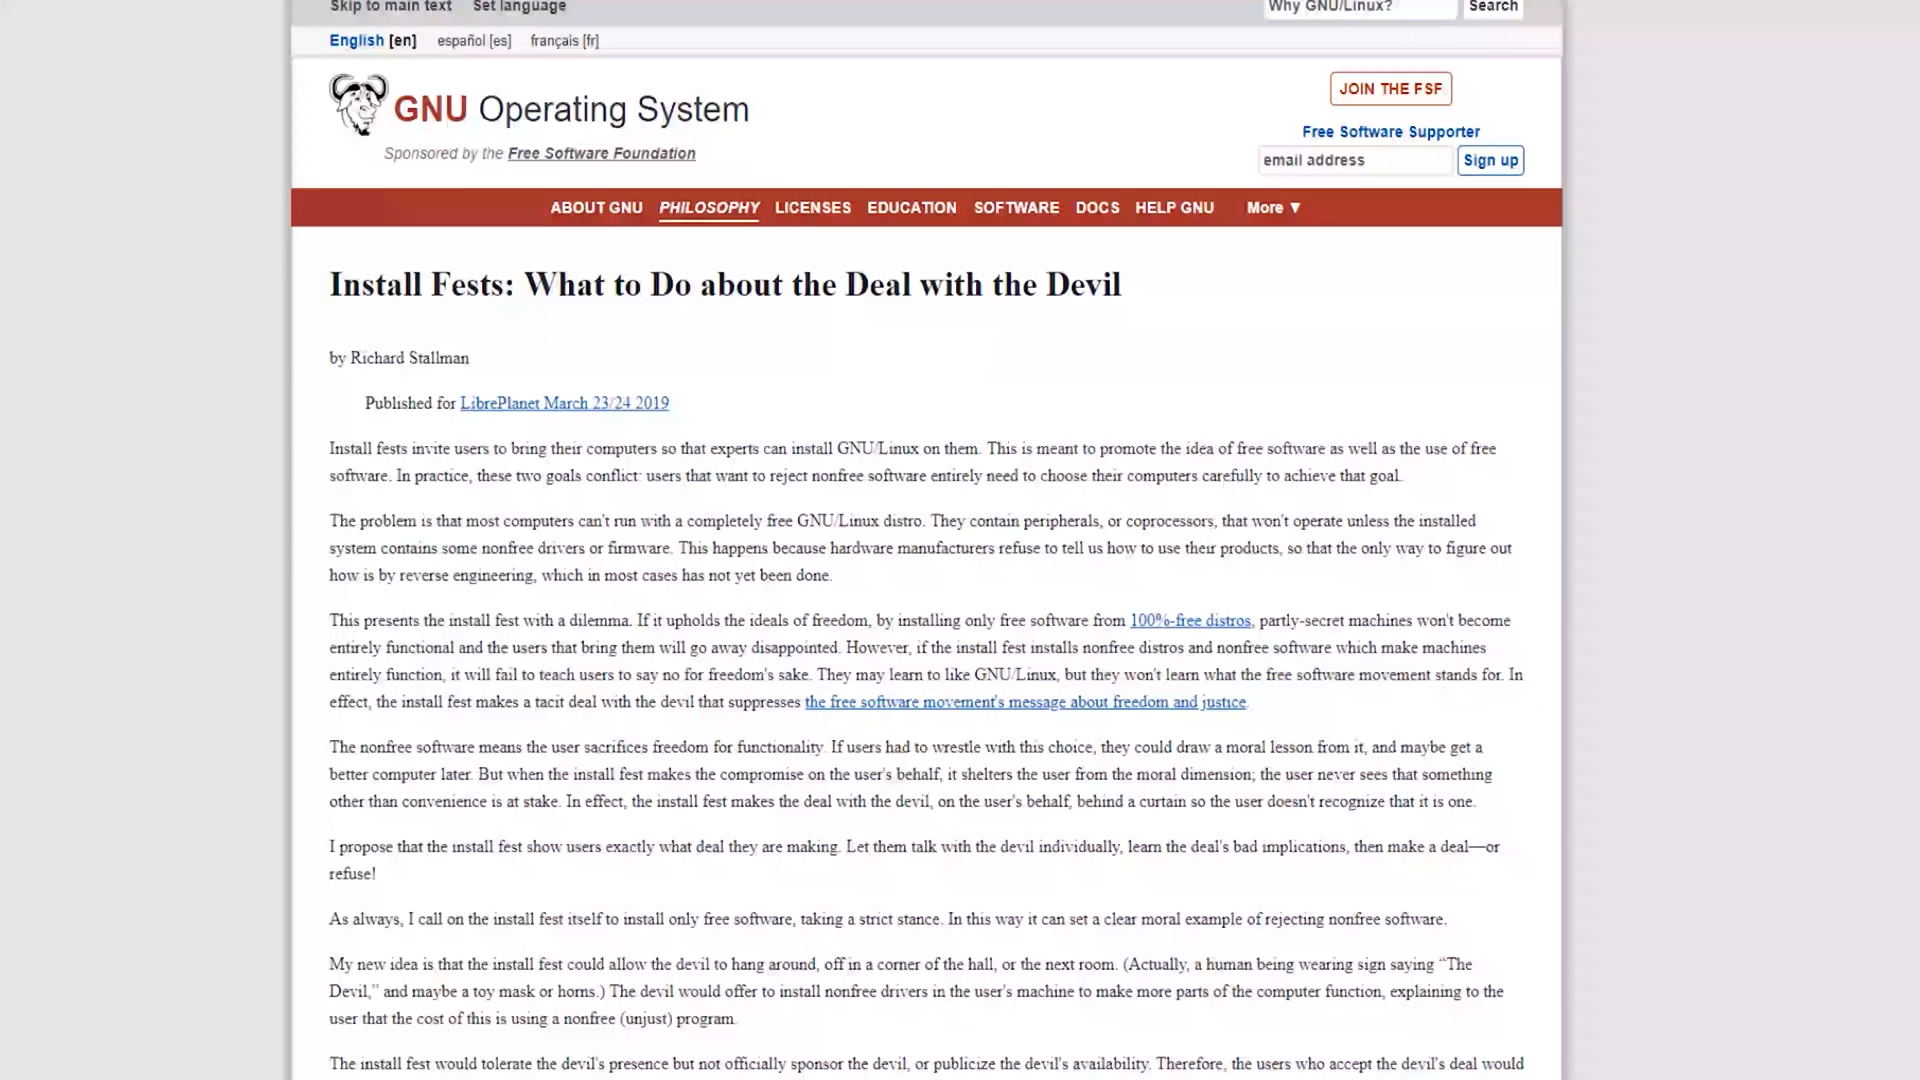 Skip to main text Set language Why GNU/Linux? Search
English [en] español [es] français [fr]
GNU Operating System
Sponsored by the Free Software Foundation
JOIN THE FSF
Free Software Supporter
email address Sign up
ABOUT GNU PHILOSOPHY LICENSES EDUCATION SOFTWARE DOCS HELP GNU More ▼
Install Fests: What to Do about the Deal with the Devil
by Richard Stallman
Published for LibrePlanet March 23/24 2019
Install fests invite users to bring their computers so that experts can install GNU/Linux on them. This is meant to promote the idea of free software as well as the use of free
software. In practice, these two goals conflict: users that want to reject nonfree software entirely need to choose their computers carefully to achieve that goal.
The problem is that most computers can't run with a completely free GNU/Linux distro. They contain peripherals, or coprocessors, that won't operate unless the installed
system contains some nonfree drivers or firmware. This happens because hardware manufacturers refuse to tell us how to use their products, so that the only way to figure out
how is by reverse engineering, which in most cases has not yet been done.
This presents the install fest with a dilemma. If it upholds the ideals of freedom, by installing only free software from 100%-free distros, partly-secret machines won't become
entirely functional and the users that bring them will go away disappointed. However, if the install fest installs nonfree distros and nonfree software which make machines
entirely function, it will fail to teach users to say no for freedom's sake. They may learn to like GNU/Linux, but they won't learn what the free software movement stands for. In
effect, the install fest makes a tacit deal with the devil that suppresses the free software movement's message about freedom and justice.
The nonfree software means the user sacrifices freedom for functionality. If users had to wrestle with this choice, they could draw a moral lesson from it, and maybe get a
better computer later. But when the install fest makes the compromise on the user's behalf, it shelters the user from the moral dimension; the user never sees that something
other than convenience is at stake. In effect, the install fest makes the deal with the devil, on the user's behalf, behind a curtain so the user doesn't recognize that it is one.
I propose that the install fest show users exactly what deal they are making. Let them talk with the devil individually, learn the deal's bad implications, then make a deal—or
refuse!
As always, I call on the install fest itself to install only free software, taking a strict stance. In this way it can set a clear moral example of rejecting nonfree software.
My new idea is that the install fest could allow the devil to hang around, off in a corner of the hall, or the next room. (Actually, a human being wearing sign saying “The
Devil,” and maybe a toy mask or horns.) The devil would offer to install nonfree drivers in the user's machine to make more parts of the computer function, explaining to the
user that the cost of this is using a nonfree (unjust) program.
The install fest would tolerate the devil's presence but not officially sponsor the devil, or publicize the devil's availability. Therefore, the users who accept the devil's deal would